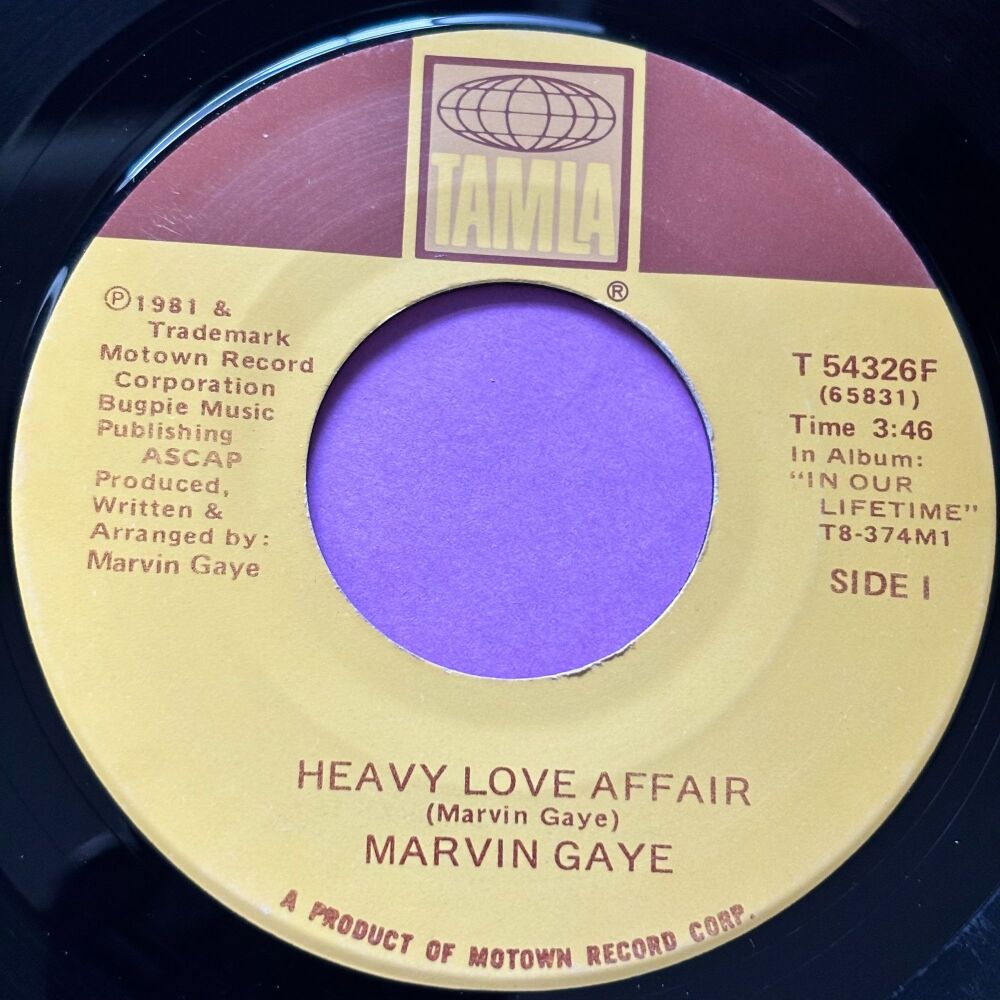 TAMLA
®
℗1981 &
Trademark
Motown Record
Corporation
Bugpie Music
Publishing
ASCAP
Produced,
Written &
Arranged by:
Marvin Gaye
T 54326F
(65831)
Time 3:46
In Album:
"IN OUR
LIFETIME"
T8-374M1
SIDE I
HEAVY LOVE AFFAIR
(Marvin Gaye)
MARVIN GAYE
A PRODUCT OF MOTOWN RECORD CORP.